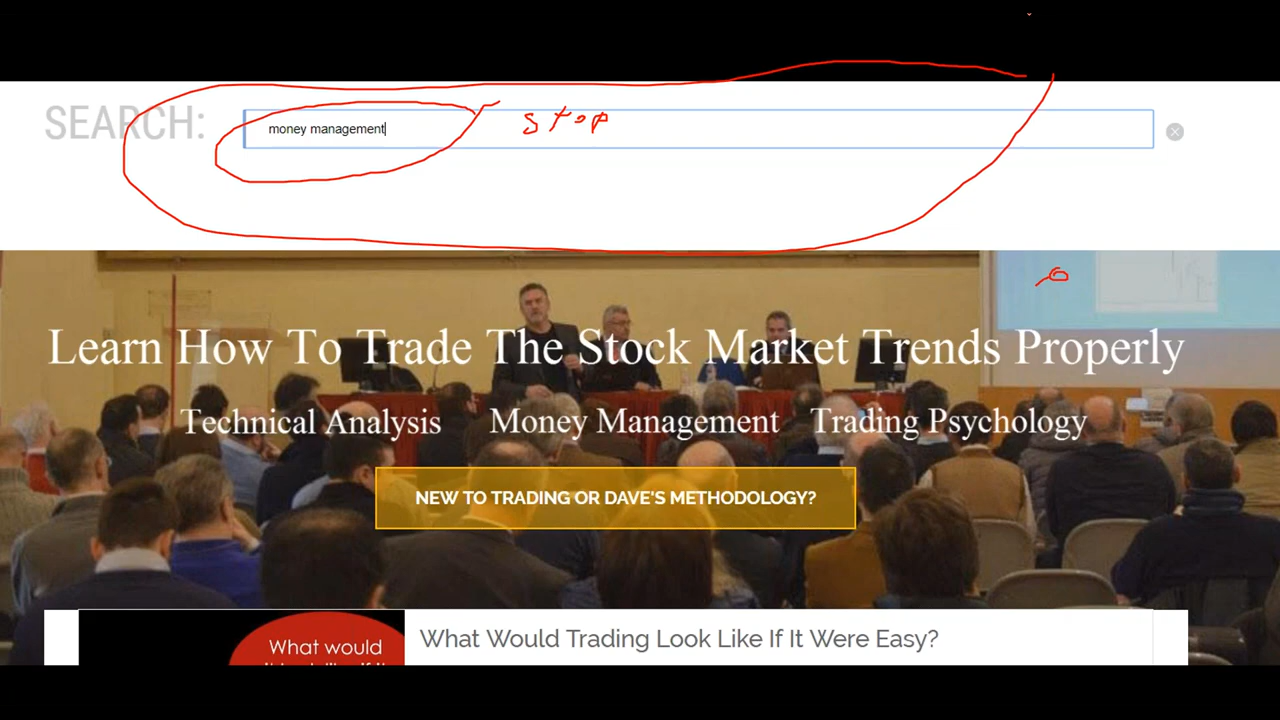 SEARCH:
money management stop
Learn How To Trade The Stock Market Trends Properly
Technical Analysis Money Management Trading Psychology
NEW TO TRADING OR DAVE'S METHODOLOGY?
What would
What Would Trading Look Like If It Were Easy?